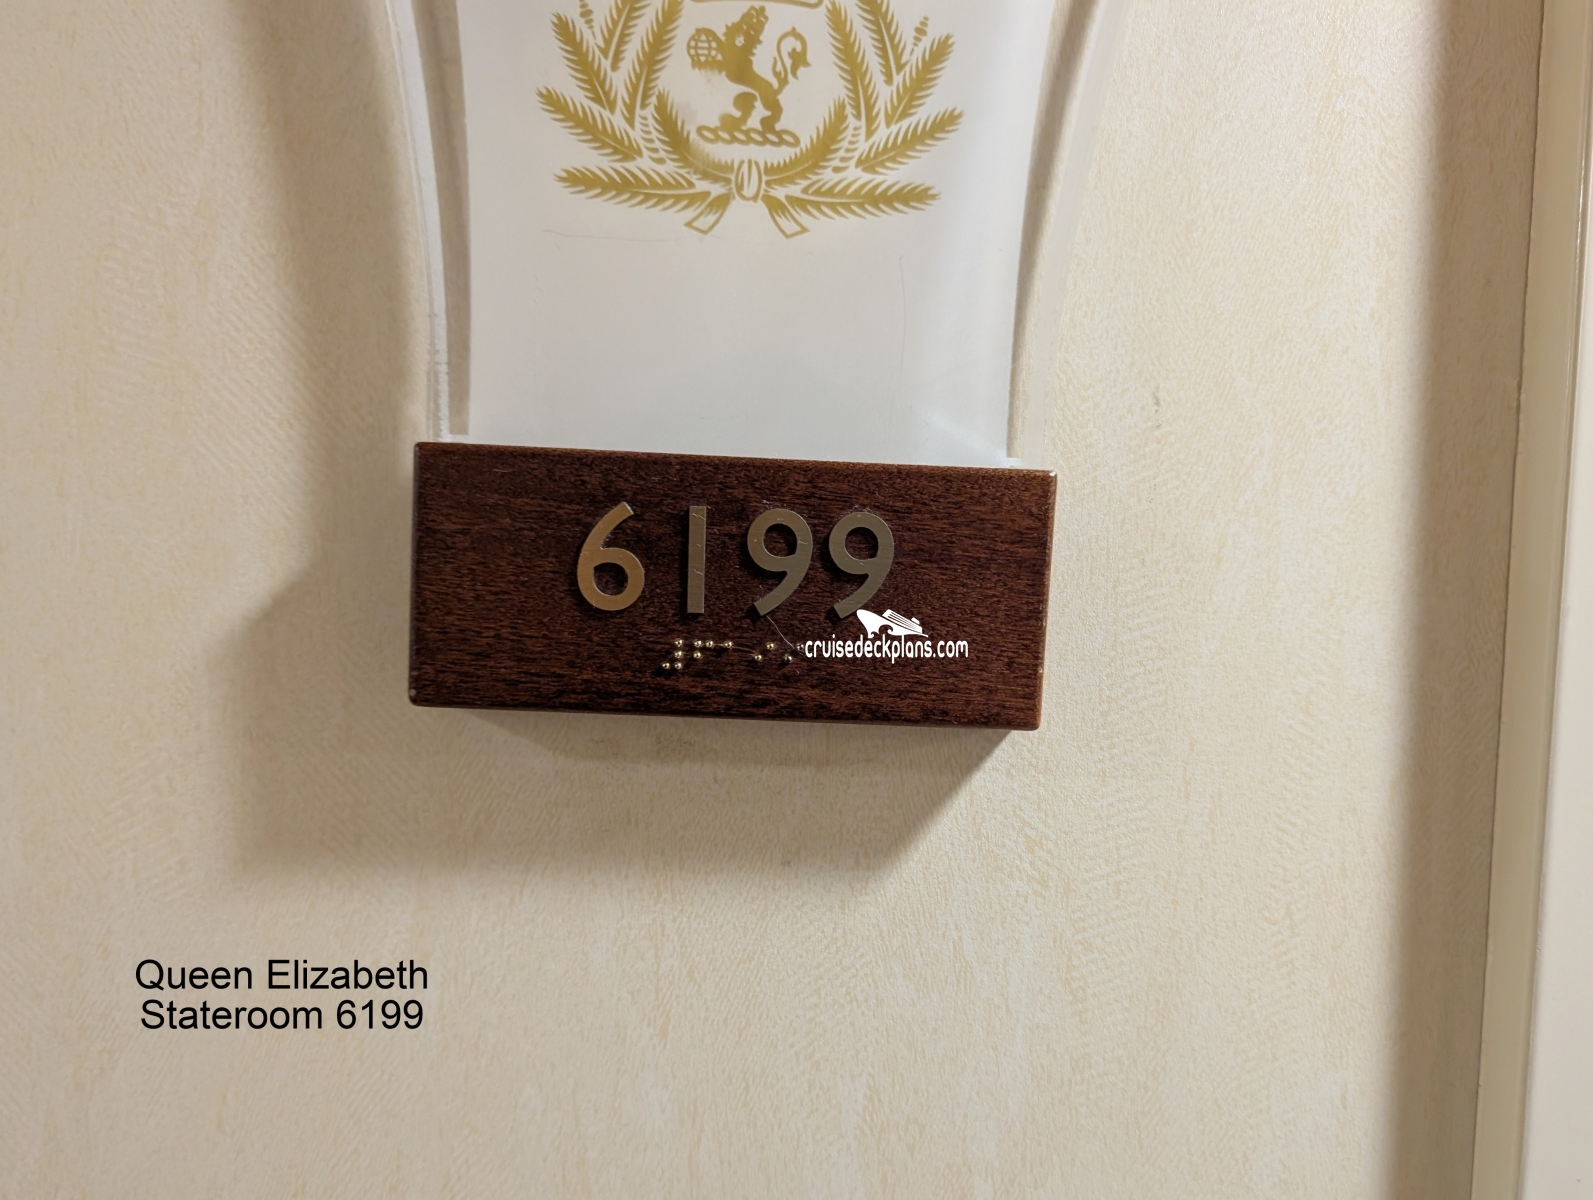 6199
cruisedeckplans.com
Queen Elizabeth
Stateroom 6199